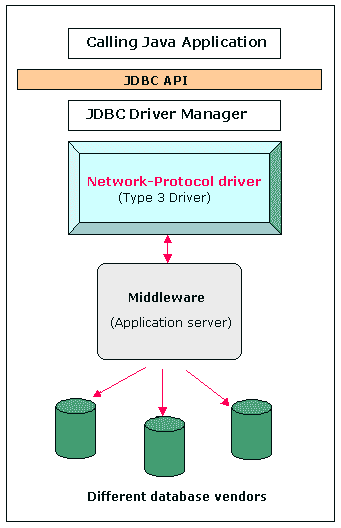 Calling Java Application
JDBC API
JDBC Driver Manager
Network-Protocol driver
(Type 3 Driver)
Middleware
(Application server)
Different database vendors